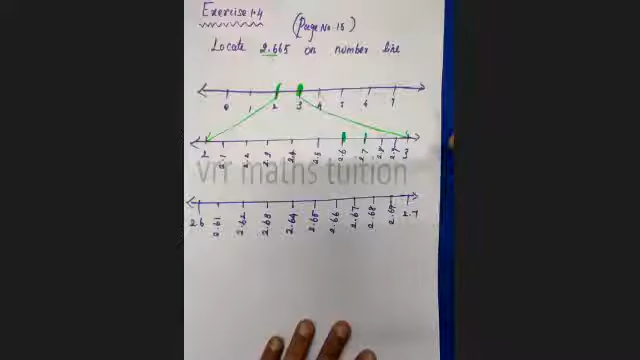 Exercise 1.4
(Page No. 15)
Locate 2.665 on number line
0 1 2 3 4 5 6 7
2 2.1 2.2 2.3 2.4 2.5 2.6 2.7 2.8 2.9 3
vrr maths tuition
2.6 2.61 2.62 2.63 2.64 2.65 2.66 2.67 2.68 2.69 2.7